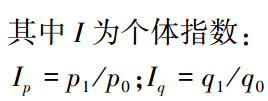 其中 I 为个体指数：
I_p = p_1/p_0;I_q = q_1/q_0